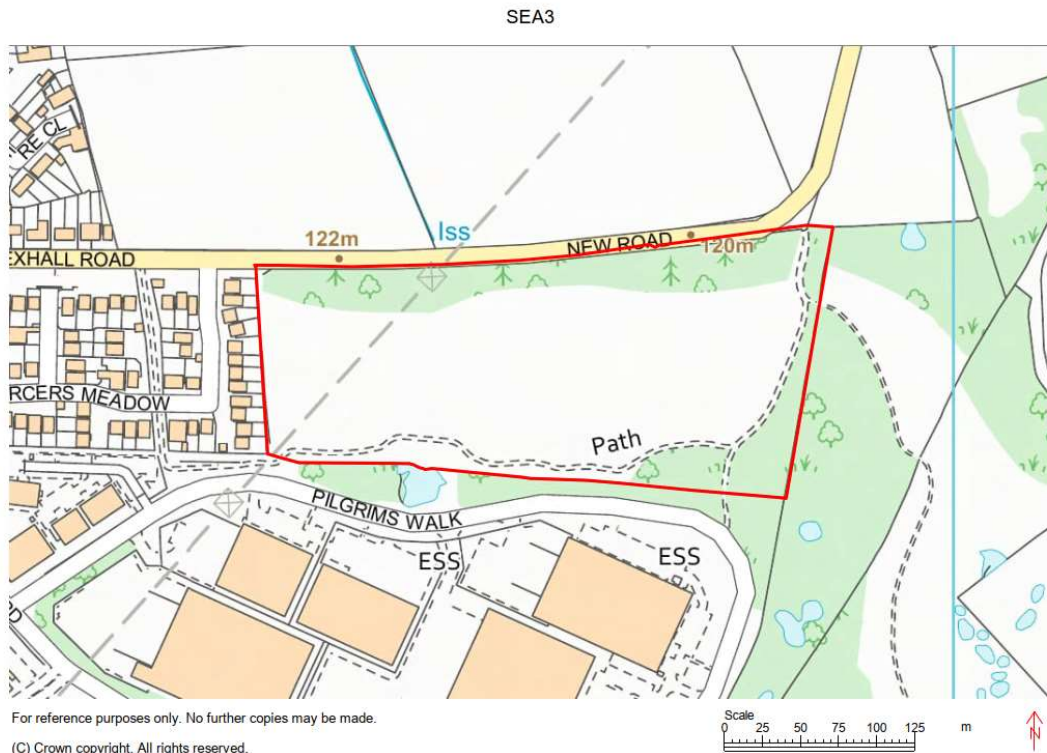 SEA3
RE CL
122m
Iss
EXHALL ROAD
NEW ROAD
120m
RCERS MEADOW
Path
PILGRIMS WALK
ESS
ESS
For reference purposes only. No further copies may be made.
(C) Crown copyright. All rights reserved.
Scale
0 25 50 75 100 125 m
N